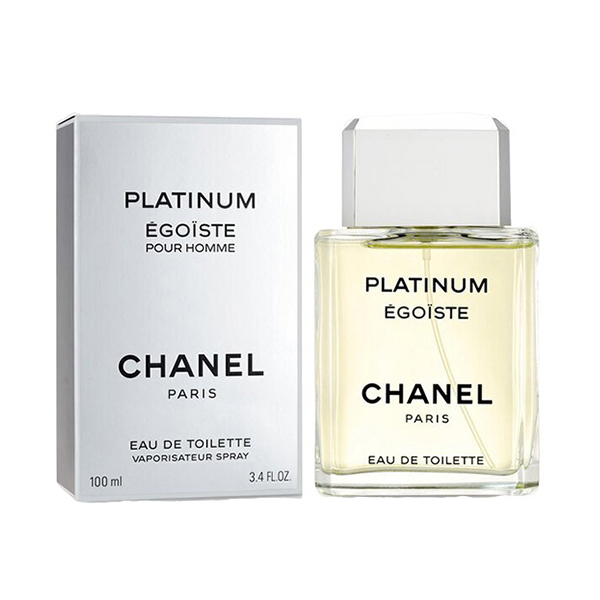 PLATINUM
ÉGOÏSTE
POUR HOMME
CHANEL
PARIS
EAU DE TOILETTE
VAPORISATEUR SPRAY
100 ml 3.4 FL.OZ.
PLATINUM
ÉGOÏSTE
CHANEL
PARIS
EAU DE TOILETTE